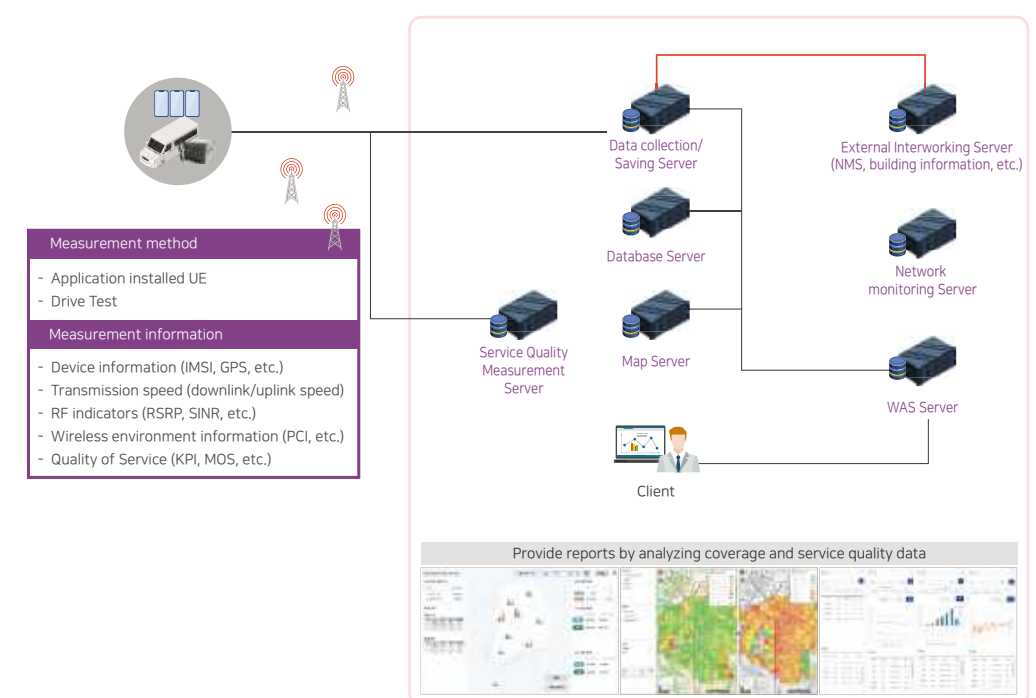 Measurement method
- Application installed UE
- Drive Test
Measurement information
- Device information (IMSI, GPS, etc.)
- Transmission speed (downlink/uplink speed)
- RF indicators (RSRP, SINR, etc.)
- Wireless environment information (PCI, etc.)
- Quality of Service (KPI, MOS, etc.)
Data collection/
Saving Server
External Interworking Server
(NMS, building information, etc.)
Database Server
Network
monitoring Server
Service Quality
Measurement
Server
Map Server
WAS Server
Client
Provide reports by analyzing coverage and service quality data